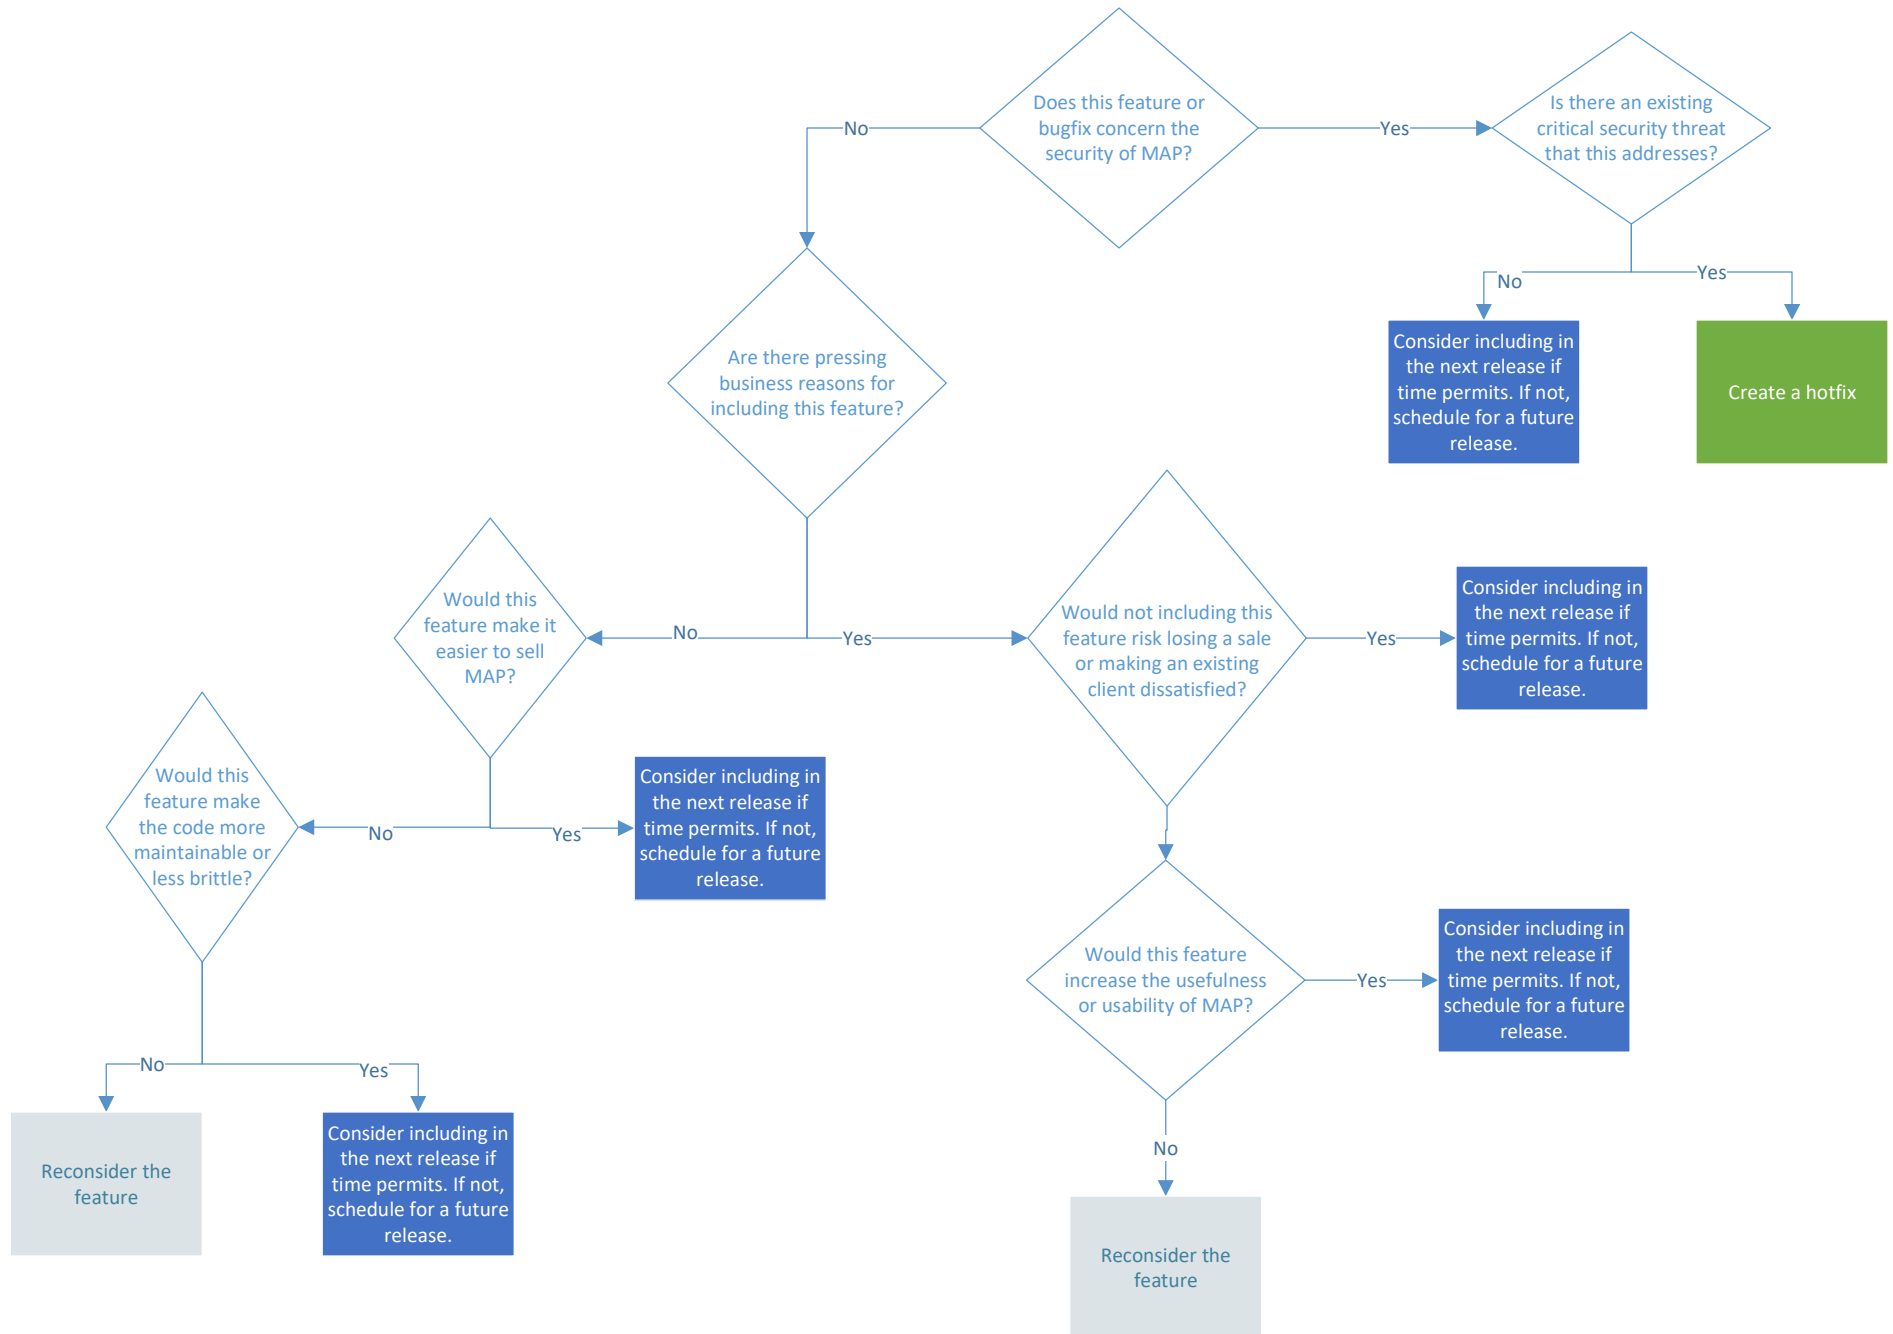 Does this feature or
bugfix concern the
security of MAP?
No
Yes
Is there an existing
critical security threat
that this addresses?
No
Yes
Consider including in
the next release if
time permits. If not,
schedule for a future
release.
Create a hotfix
Are there pressing
business reasons for
including this feature?
No
Yes
Would this
feature make it
easier to sell
MAP?
Would not including this
feature risk losing a sale
or making an existing
client dissatisfied?
Yes
Consider including in
the next release if
time permits. If not,
schedule for a future
release.
No
Yes
Would this
feature make
the code more
maintainable or
less brittle?
Consider including in
the next release if
time permits. If not,
schedule for a future
release.
Would this feature
increase the usefulness
or usability of MAP?
Yes
Consider including in
the next release if
time permits. If not,
schedule for a future
release.
No
Yes
Reconsider the
feature
Consider including in
the next release if
time permits. If not,
schedule for a future
release.
No
Reconsider the
feature